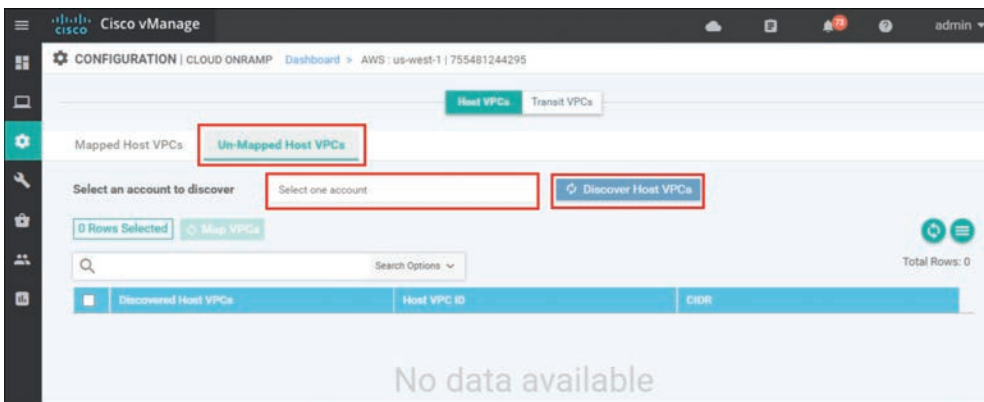 cisco Cisco vManage 73 admin
CONFIGURATION | CLOUD ONRAMP Dashboard > AWS : us-west-1 | 755481244295
Host VPCs Transit VPCs
Mapped Host VPCs Un-Mapped Host VPCs
Select an account to discover Select one account Discover Host VPCs
0 Rows Selected Map VPCs
Search Options Total Rows: 0
Discovered Host VPCs Host VPC ID CIDR
No data available